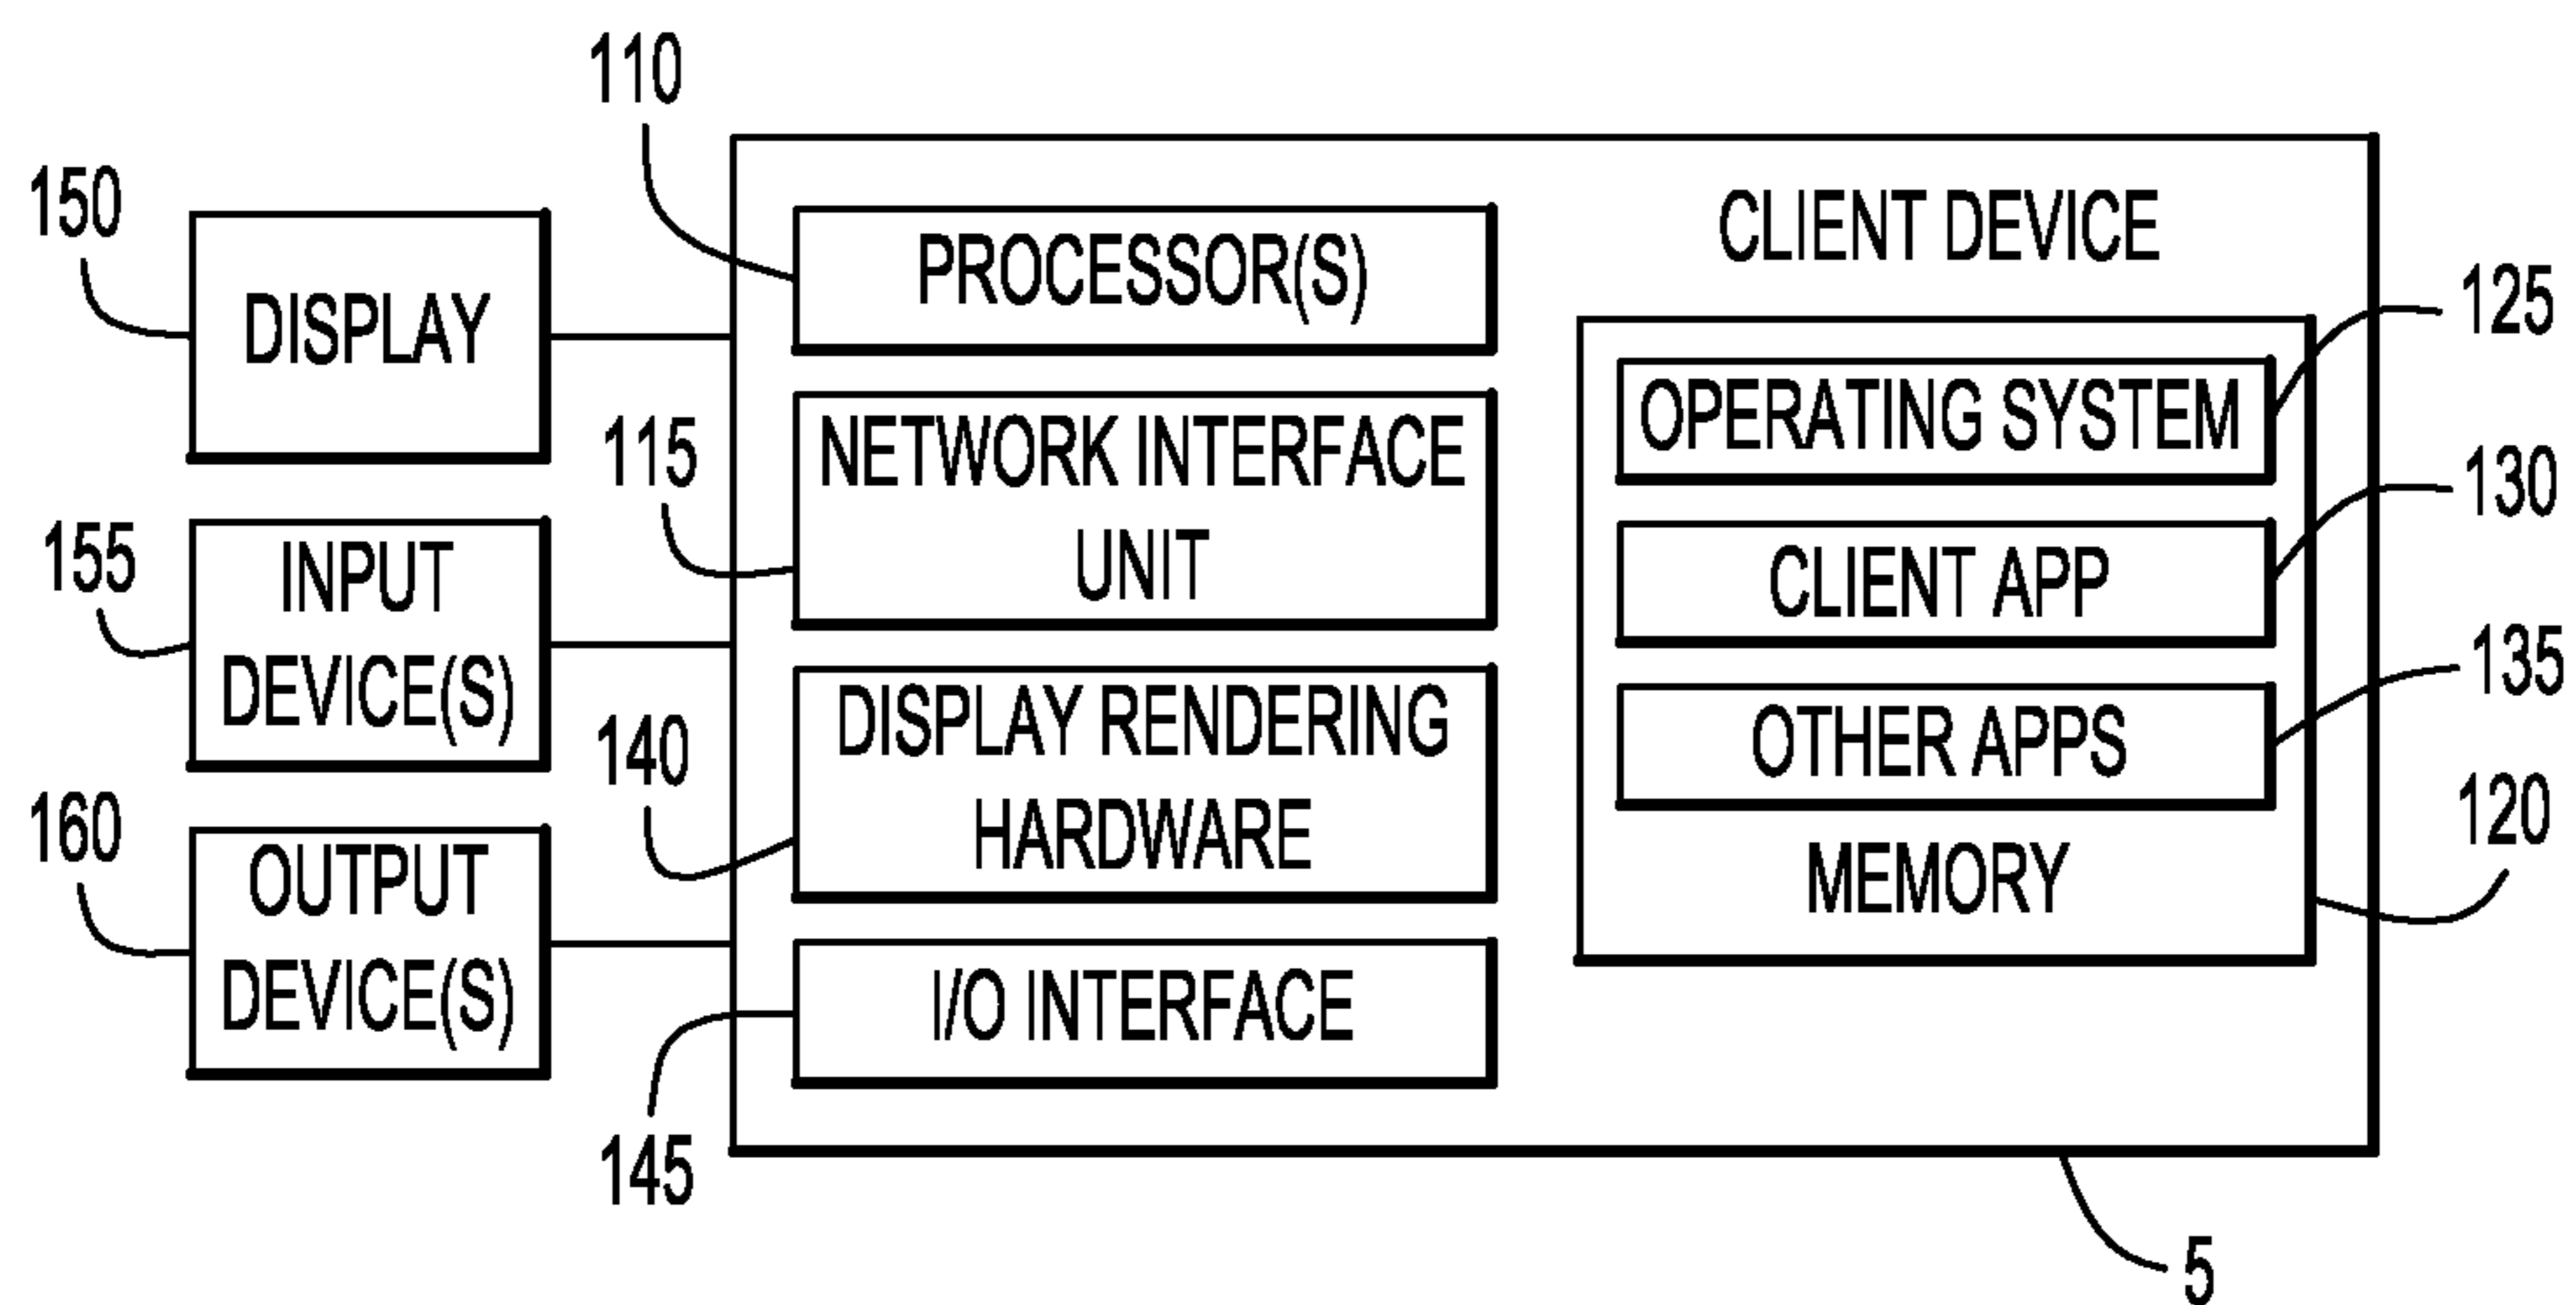 110
150
DISPLAY
155
INPUT
DEVICE(S)
160
OUTPUT
DEVICE(S)
PROCESSOR(S)
115
NETWORK INTERFACE
UNIT
140
DISPLAY RENDERING
HARDWARE
I/O INTERFACE
145
CLIENT DEVICE
125
OPERATING SYSTEM
130
CLIENT APP
135
OTHER APPS
120
MEMORY
5